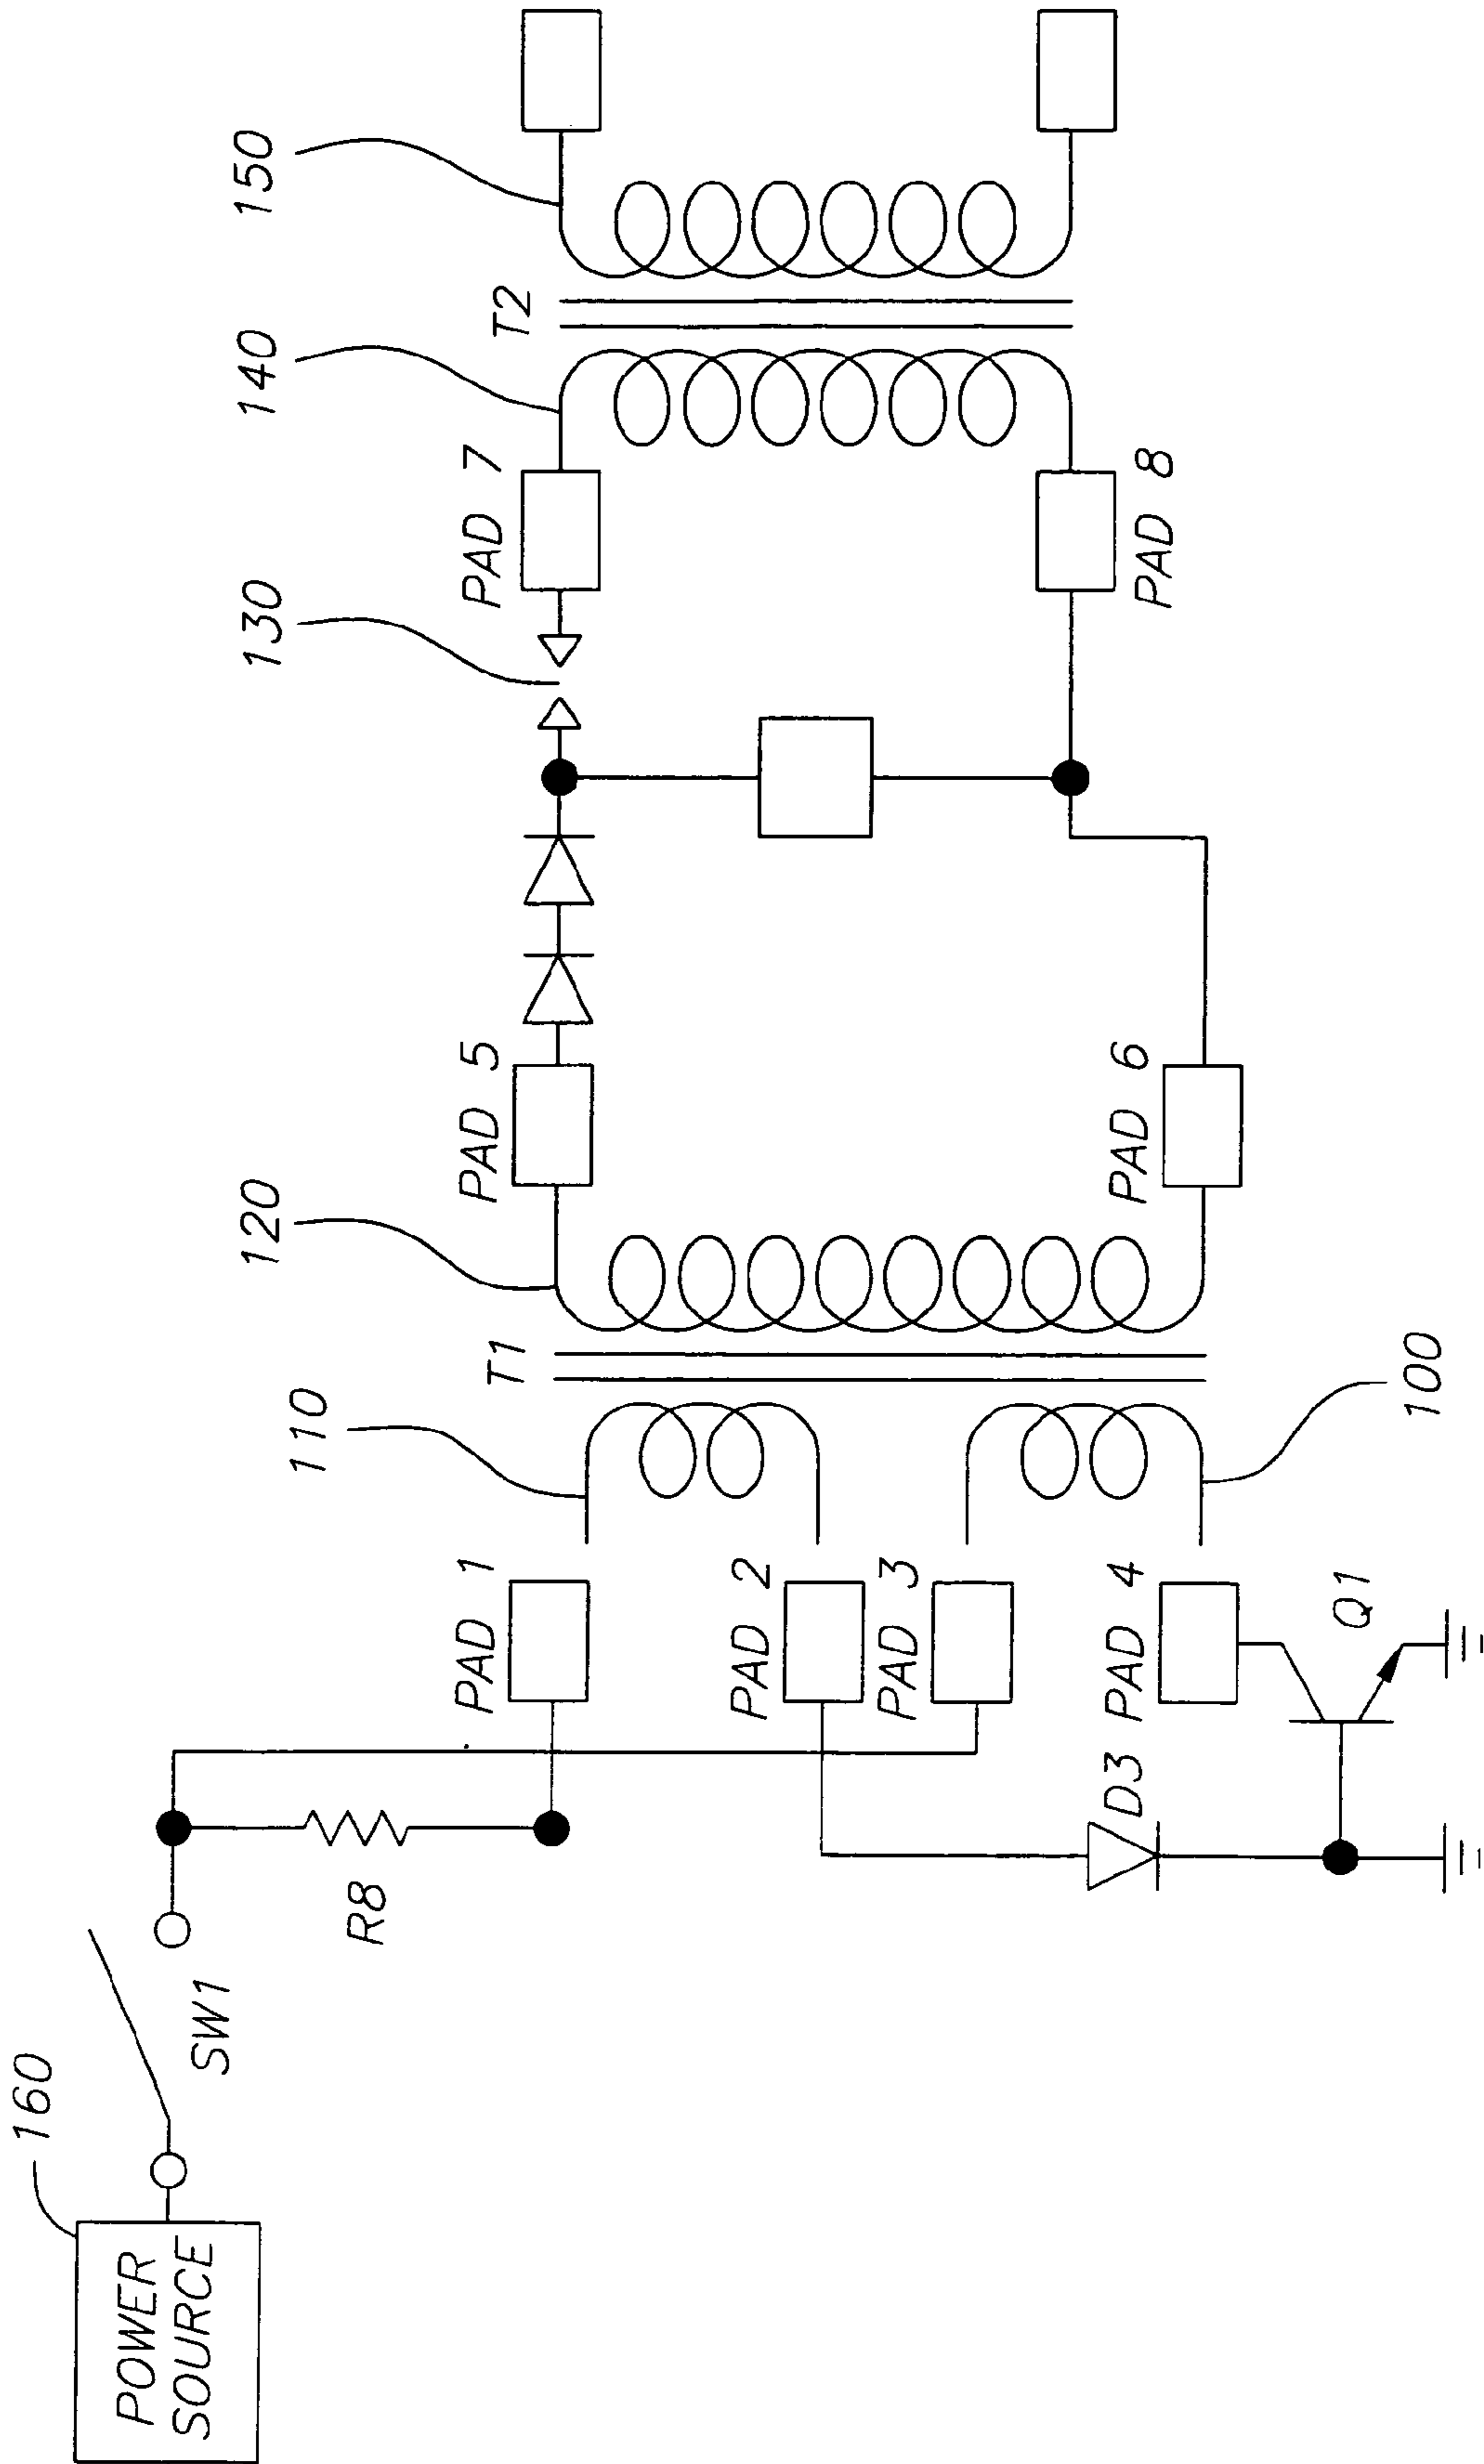 160
POWER
SOURCE
SW1
R8
PAD 1
PAD 2
PAD 3
PAD 4
D3
Q1
110
100
T1
120
PAD 5
PAD 6
130
PAD 7
PAD 8
140
T2
150